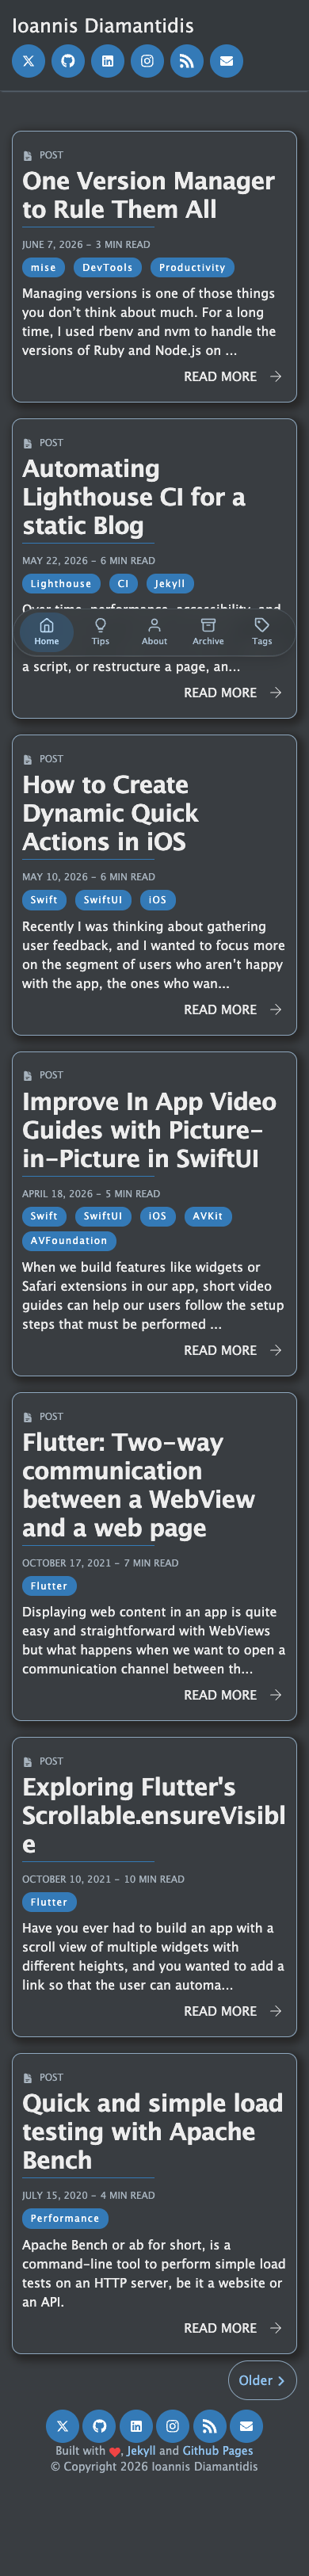 Ioannis Diamantidis
POST
One Version Manager
to Rule Them All
JUNE 7, 2026 - 3 MIN READ
mise DevTools Productivity
Managing versions is one of those things
you don't think about much. For a long
time, I used rbenv and nvm to handle the
versions of Ruby and Node.js on ...
READ MORE
POST
Automating
Lighthouse CI for a
static Blog
MAY 22, 2026 - 6 MIN READ
Lighthouse CI Jekyll
Over time, performance, accessibility, and
Home Tips About Archive Tags
a script, or restructure a page, an...
READ MORE
POST
How to Create
Dynamic Quick
Actions in iOS
MAY 10, 2026 - 6 MIN READ
Swift SwiftUI iOS
Recently I was thinking about gathering
user feedback, and I wanted to focus more
on the segment of users who aren't happy
with the app, the ones who wan...
READ MORE
POST
Improve In App Video
Guides with Picture-
in-Picture in SwiftUI
APRIL 18, 2026 - 5 MIN READ
Swift SwiftUI iOS AVKit
AVFoundation
When we build features like widgets or
Safari extensions in our app, short video
guides can help our users follow the setup
steps that must be performed ...
READ MORE
POST
Flutter: Two-way
communication
between a WebView
and a web page
OCTOBER 17, 2021 - 7 MIN READ
Flutter
Displaying web content in an app is quite
easy and straightforward with WebViews
but what happens when we want to open a
communication channel between th...
READ MORE
POST
Exploring Flutter's
Scrollable.ensureVisibl
e
OCTOBER 10, 2021 - 10 MIN READ
Flutter
Have you ever had to build an app with a
scroll view of multiple widgets with
different heights, and you wanted to add a
link so that the user can automa...
READ MORE
POST
Quick and simple load
testing with Apache
Bench
JULY 15, 2020 - 4 MIN READ
Performance
Apache Bench or ab for short, is a
command-line tool to perform simple load
tests on an HTTP server, be it a website or
an API.
READ MORE
Older
Built with ❤, Jekyll and Github Pages
© Copyright 2026 Ioannis Diamantidis